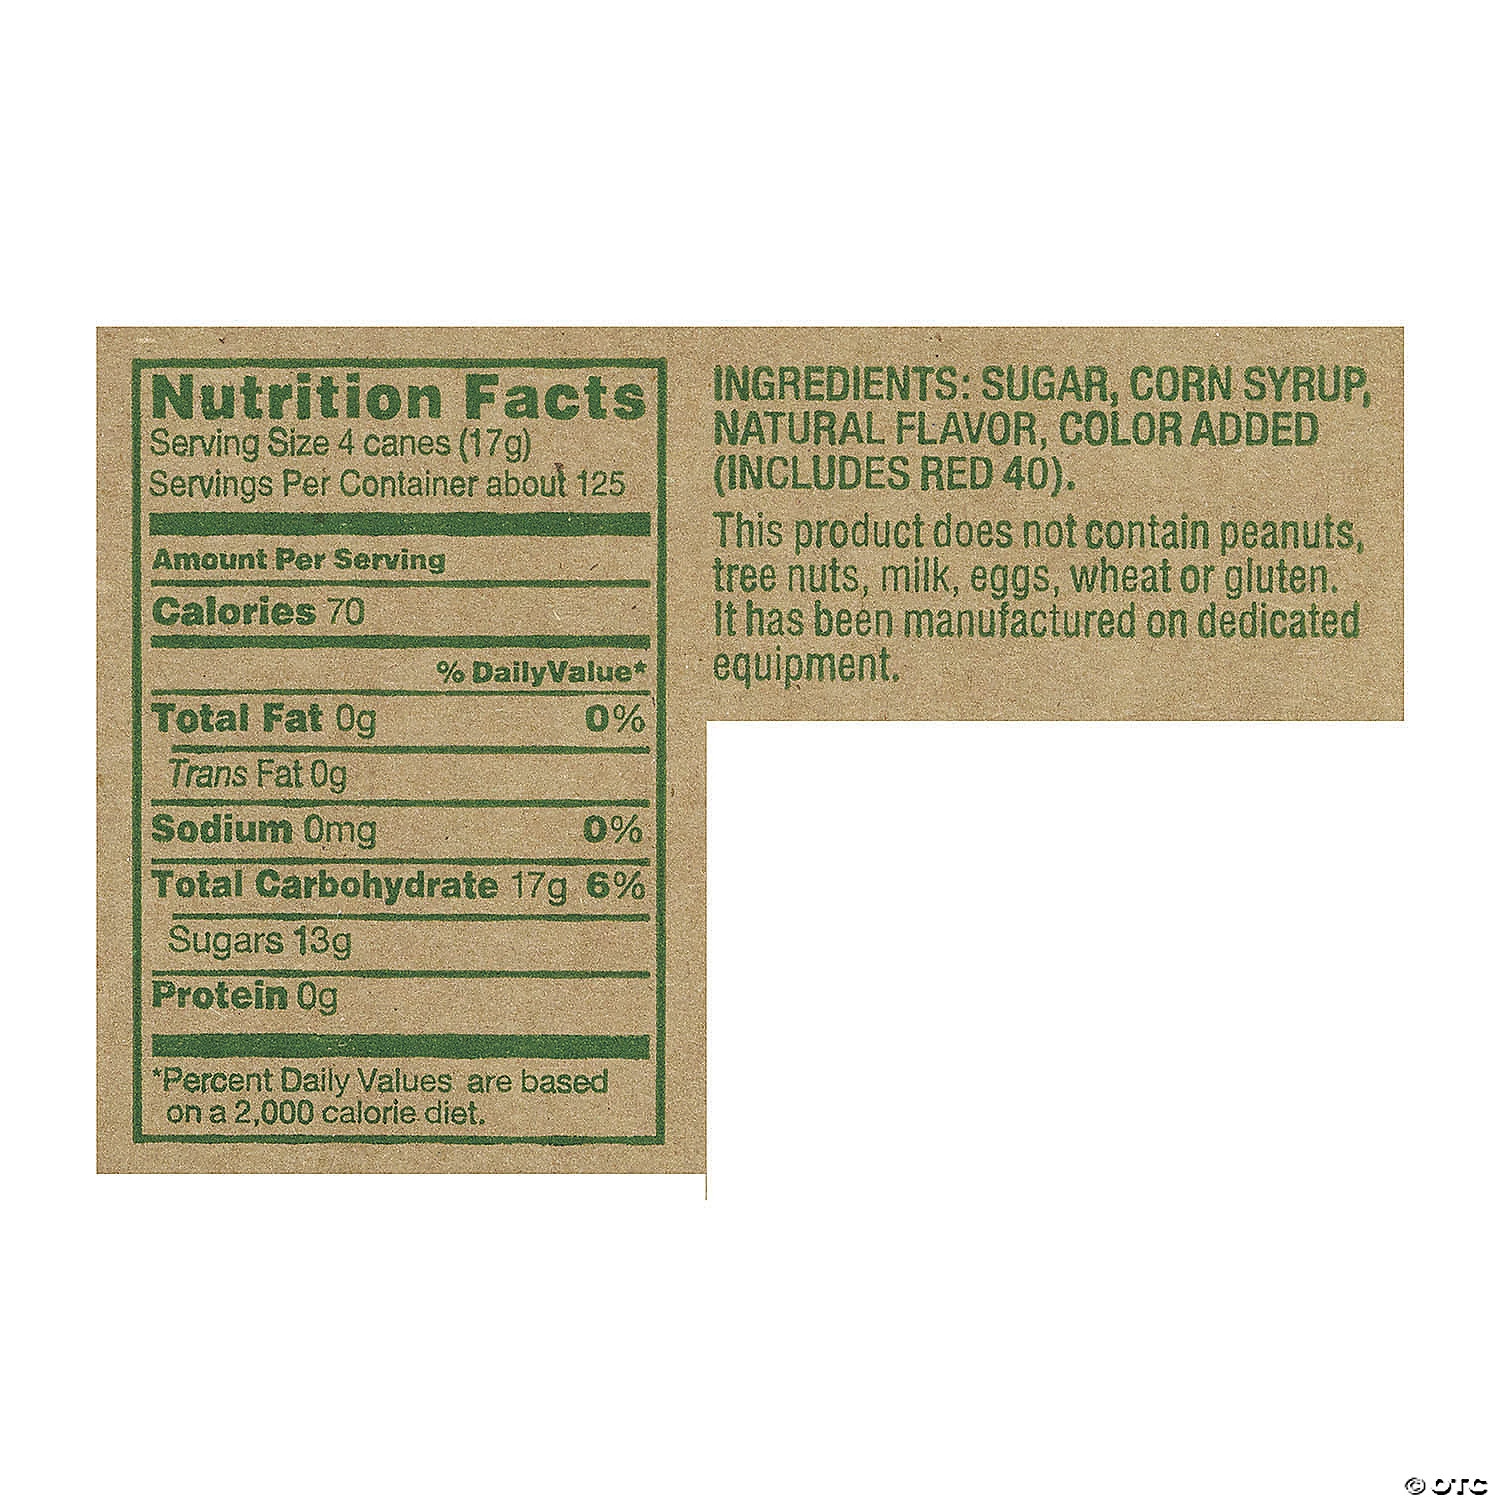 Nutrition Facts
Serving Size 4 canes (17g)
Servings Per Container about 125
Amount Per Serving
Calories 70
% Daily Value*
Total Fat 0g 0%
Trans Fat 0g
Sodium 0mg 0%
Total Carbohydrate 17g 6%
Sugars 13g
Protein 0g
*Percent Daily Values are based
on a 2,000 calorie diet.
INGREDIENTS: SUGAR, CORN SYRUP,
NATURAL FLAVOR, COLOR ADDED
(INCLUDES RED 40).
This product does not contain peanuts,
tree nuts, milk, eggs, wheat or gluten.
It has been manufactured on dedicated
equipment.
© OTC